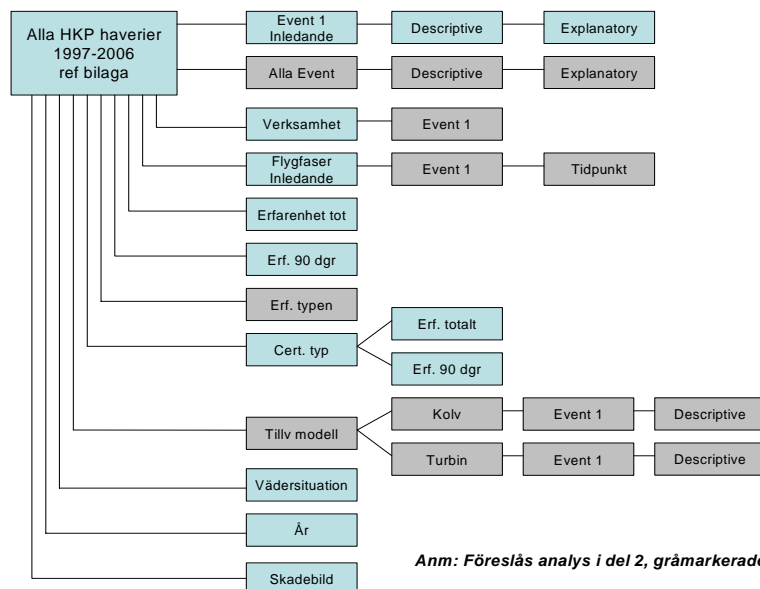 Alla HKP haverier
1997-2006
ref bilaga
Event 1
Inledande
Descriptive
Explanatory
Alla Event
Descriptive
Explanatory
Verksamhet
Event 1
Flygfaser
Inledande
Event 1
Tidpunkt
Erfarenhet tot
Erf. 90 dgr
Erf. typen
Cert. typ
Erf. totalt
Erf. 90 dgr
Tillv modell
Kolv
Event 1
Descriptive
Turbin
Event 1
Descriptive
Vädersituation
År
Skadebild
Anm: Föreslås analys i del 2, gråmarkerade